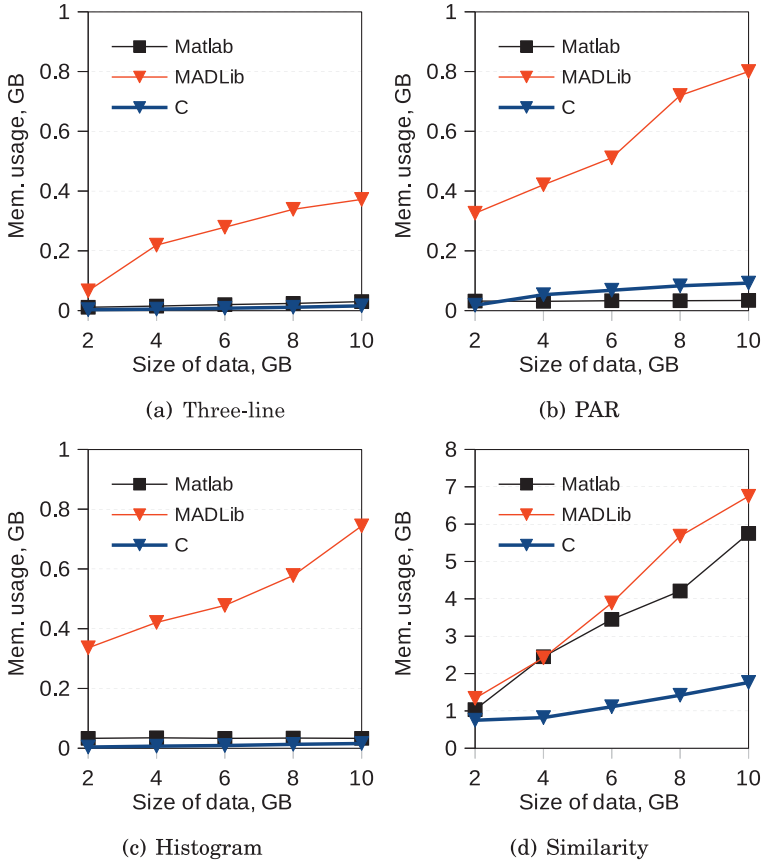 Mem. usage, GB
1
0.8
0.6
0.4
0.2
0
Matlab
MADLib
C
2 4 6 8 10
Size of data, GB
(a) Three-line
Mem. usage, GB
1
0.8
0.6
0.4
0.2
0
Matlab
MADLib
C
2 4 6 8 10
Size of data, GB
(b) PAR
Mem. usage, GB
1
0.8
0.6
0.4
0.2
0
Matlab
MADLib
C
2 4 6 8 10
Size of data, GB
(c) Histogram
Mem. usage, GB
8
7
6
5
4
3
2
1
0
Matlab
MADLib
C
2 4 6 8 10
Size of data, GB
(d) Similarity